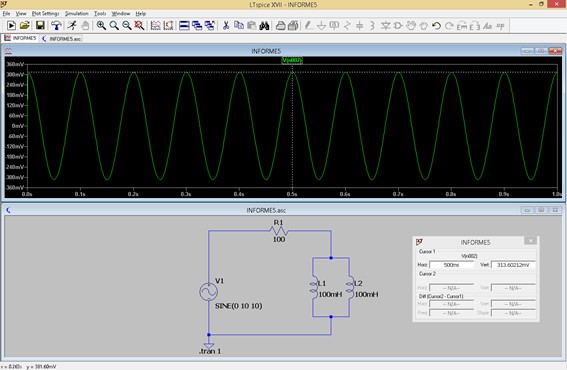 LTspice XVII - INFORME5
File View Plot Settings Simulation Tools Window Help
INFORME5 INFORME5.asc
INFORME5
V(n002)
360mV
300mV
240mV
180mV
120mV
60mV
0mV
-60mV
-120mV
-180mV
-240mV
-300mV
-360mV
0.0s 0.1s 0.2s 0.3s 0.4s 0.5s 0.6s 0.7s 0.8s 0.9s 1.0s
INFORME5.asc
R1
100
V1
SINE(0 10 10)
L1
100mH
L2
100mH
.tran 1
INFORME5
Cursor 1
V(n002)
Horz: 500ms Vert: 313.60212mV
Cursor 2
Horz: -- N/A-- Vert: -- N/A--
Diff (Cursor2 - Cursor1)
Horz: -- N/A-- Vert: -- N/A--
Freq: -- N/A-- Slope: -- N/A--